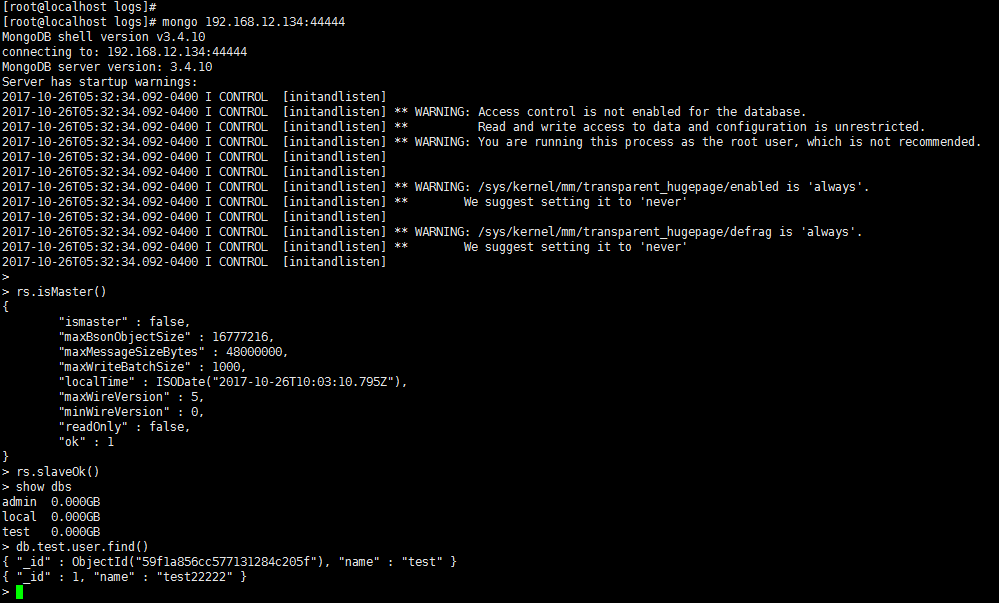 [root@localhost logs]#
[root@localhost logs]# mongo 192.168.12.134:44444
MongoDB shell version v3.4.10
connecting to: 192.168.12.134:44444
MongoDB server version: 3.4.10
Server has startup warnings:
2017-10-26T05:32:34.092-0400 I CONTROL  [initandlisten]
2017-10-26T05:32:34.092-0400 I CONTROL  [initandlisten] ** WARNING: Access control is not enabled for the database.
2017-10-26T05:32:34.092-0400 I CONTROL  [initandlisten] **          Read and write access to data and configuration is unrestricted.
2017-10-26T05:32:34.092-0400 I CONTROL  [initandlisten] ** WARNING: You are running this process as the root user, which is not recommended.
2017-10-26T05:32:34.092-0400 I CONTROL  [initandlisten]
2017-10-26T05:32:34.092-0400 I CONTROL  [initandlisten]
2017-10-26T05:32:34.092-0400 I CONTROL  [initandlisten] ** WARNING: /sys/kernel/mm/transparent_hugepage/enabled is 'always'.
2017-10-26T05:32:34.092-0400 I CONTROL  [initandlisten] **        We suggest setting it to 'never'
2017-10-26T05:32:34.092-0400 I CONTROL  [initandlisten]
2017-10-26T05:32:34.092-0400 I CONTROL  [initandlisten] ** WARNING: /sys/kernel/mm/transparent_hugepage/defrag is 'always'.
2017-10-26T05:32:34.092-0400 I CONTROL  [initandlisten] **        We suggest setting it to 'never'
2017-10-26T05:32:34.092-0400 I CONTROL  [initandlisten]
>
> rs.isMaster()
{
        "ismaster" : false,
        "maxBsonObjectSize" : 16777216,
        "maxMessageSizeBytes" : 48000000,
        "maxWriteBatchSize" : 1000,
        "localTime" : ISODate("2017-10-26T10:03:10.795Z"),
        "maxWireVersion" : 5,
        "minWireVersion" : 0,
        "readOnly" : false,
        "ok" : 1
}
> rs.slaveOk()
> show dbs
admin  0.000GB
local  0.000GB
test   0.000GB
> db.test.user.find()
{ "_id" : ObjectId("59f1a856cc577131284c205f"), "name" : "test" }
{ "_id" : 1, "name" : "test22222" }
>